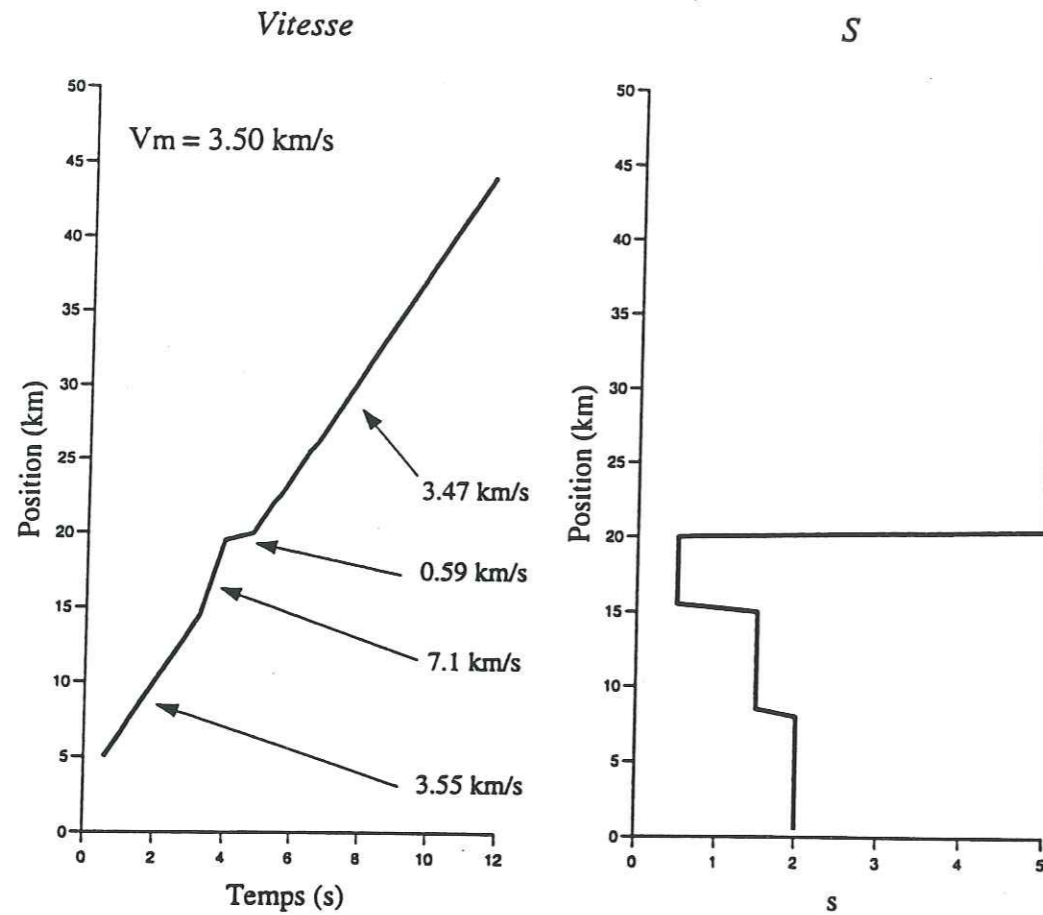 Vitesse
50
Vm = 3.50 km/s
45
40
35
30
25
20
15
10
5
0
Position (km)
3.47 km/s
0.59 km/s
7.1 km/s
3.55 km/s
0 2 4 6 8 10 12
Temps (s)
S
50
45
40
35
30
25
20
15
10
5
0
Position (km)
0 1 2 3 4 5
s